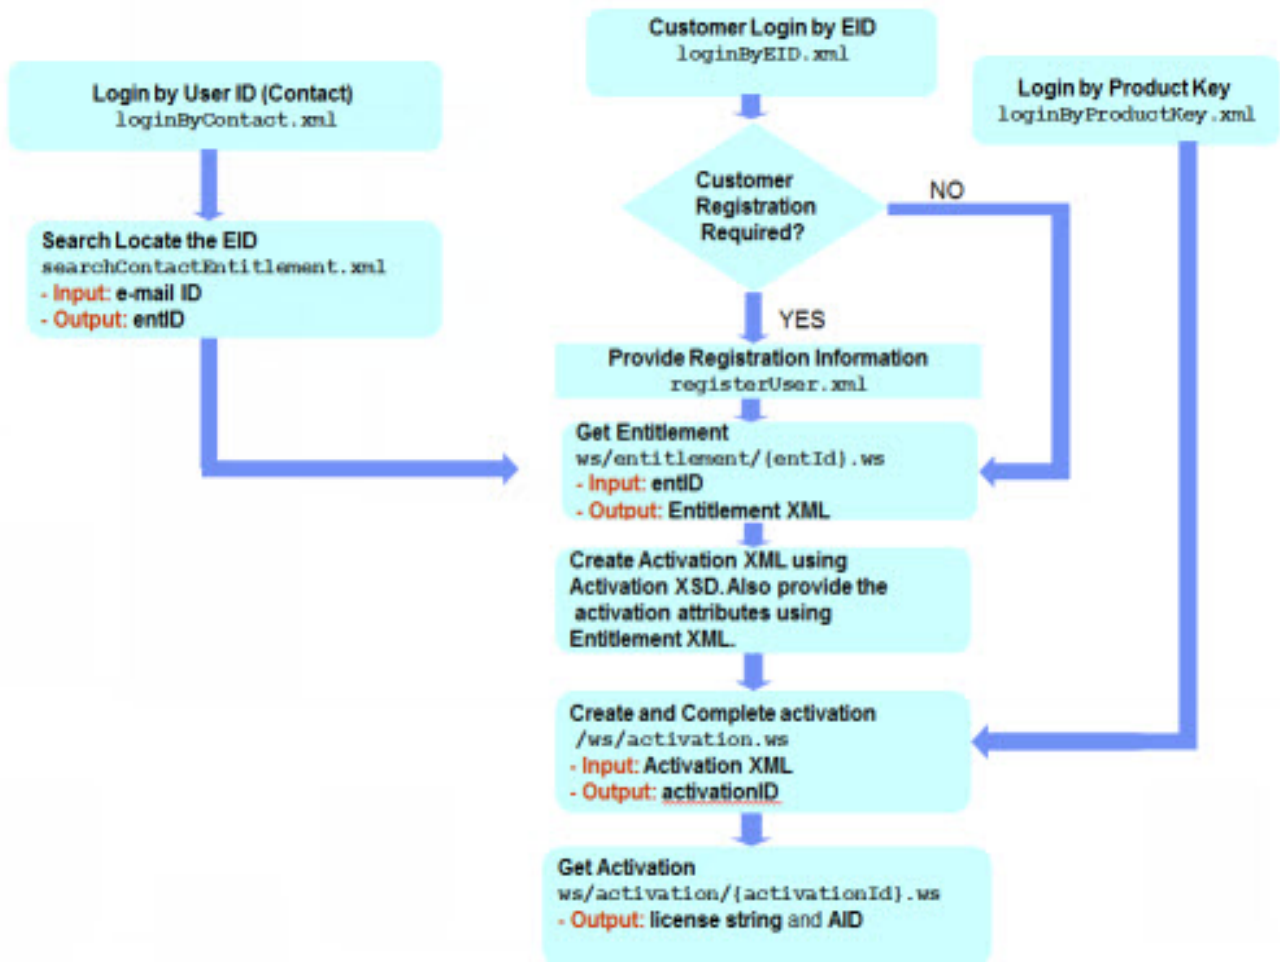 Customer Login by EID
loginByEID.xml
Login by User ID (Contact)
loginByContact.xml
Login by Product Key
loginByProductKey.xml
Customer
Registration
Required?
NO
Search Locate the EID
searchContactEntitlement.xml
- Input: e-mail ID
- Output: entID
YES
Provide Registration Information
registerUser.xml
Get Entitlement
ws/entitlement/{entId}.ws
- Input: entID
- Output: Entitlement XML
Create Activation XML using
Activation XSD.Also provide the
activation attributes using
Entitlement XML.
Create and Complete activation
/ws/activation.ws
- Input: Activation XML
- Output: activationID
Get Activation
ws/activation/{activationId}.ws
- Output: license string and AID